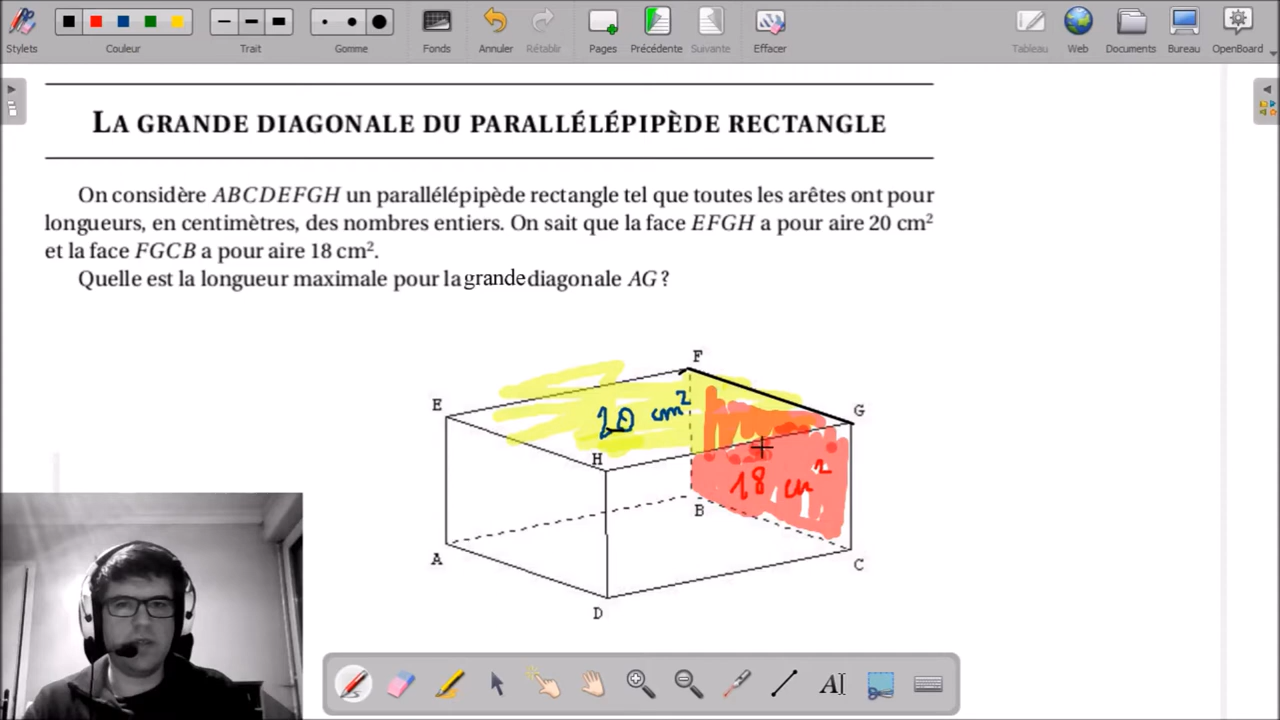 Stylets
Couleur
Trait
Gomme
Fonds
Annuler
Rétablir
Pages
Précédente
Suivante
Effacer
Tableau
Web
Documents
Bureau
OpenBoard
LA GRANDE DIAGONALE DU PARALLÉLÉPIPÈDE RECTANGLE
On considère ABCDEFGH un parallélépipède rectangle tel que toutes les arêtes ont pour
longueurs, en centimètres, des nombres entiers. On sait que la face EFGH a pour aire 20 cm²
et la face FGCB a pour aire 18 cm².
Quelle est la longueur maximale pour la grande diagonale AG ?
F
E
20 cm²
G
H
18 cm²
B
A
C
D
AI